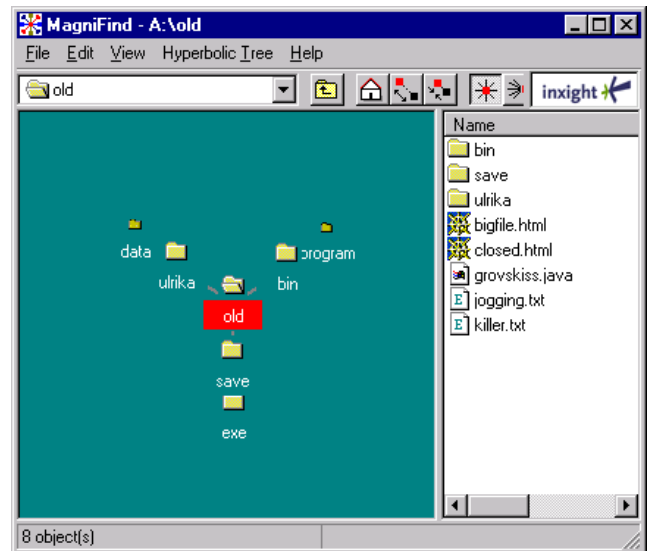 MagniFind - A:\old
File Edit View Hyperbolic Tree Help
old
inxight
Name
bin
save
ulrika
bigfile.html
closed.html
grovskiss.java
jogging.txt
killer.txt
data
program
ulrika
bin
old
save
exe
8 object(s)